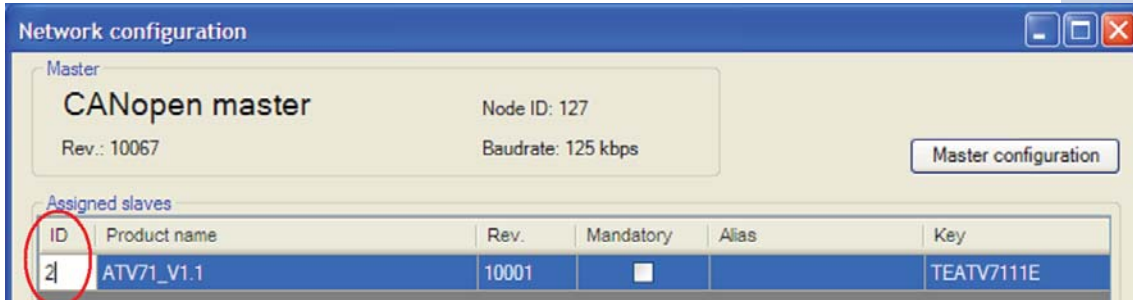 Network configuration
Master
CANopen master
Node ID: 127
Rev.: 10067
Baudrate: 125 kbps
Master configuration
Assigned slaves
ID Product name Rev. Mandatory Alias Key
2 ATV71_V1.1 10001 TEATV7111E